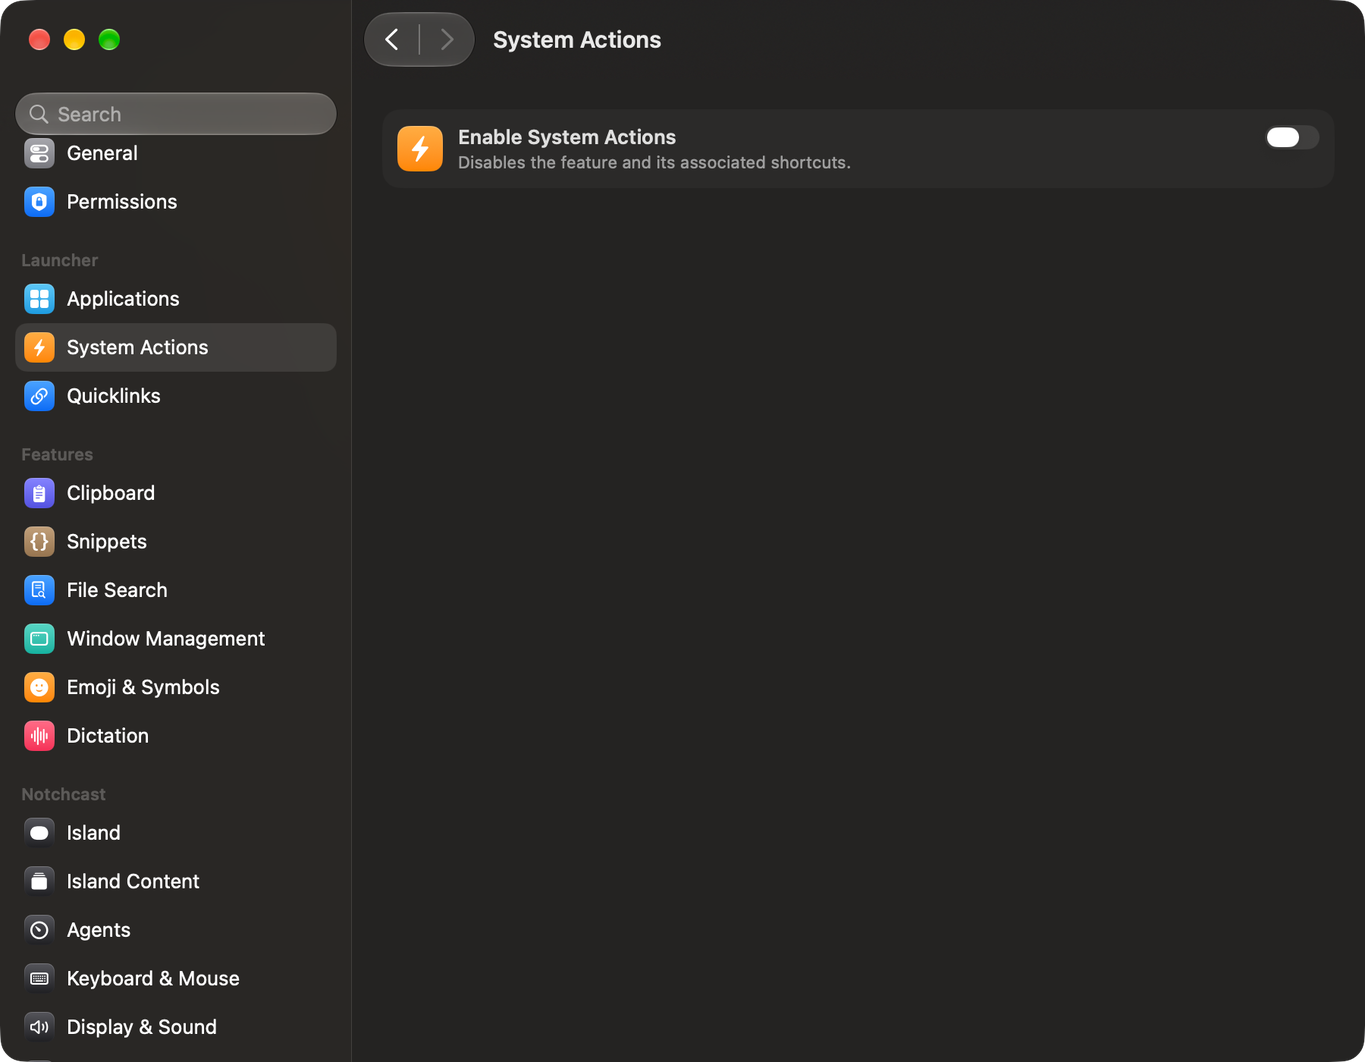 System Actions
Search
General
Permissions
Launcher
Applications
System Actions
Quicklinks
Features
Clipboard
Snippets
File Search
Window Management
Emoji & Symbols
Dictation
Notchcast
Island
Island Content
Agents
Keyboard & Mouse
Display & Sound
Enable System Actions
Disables the feature and its associated shortcuts.